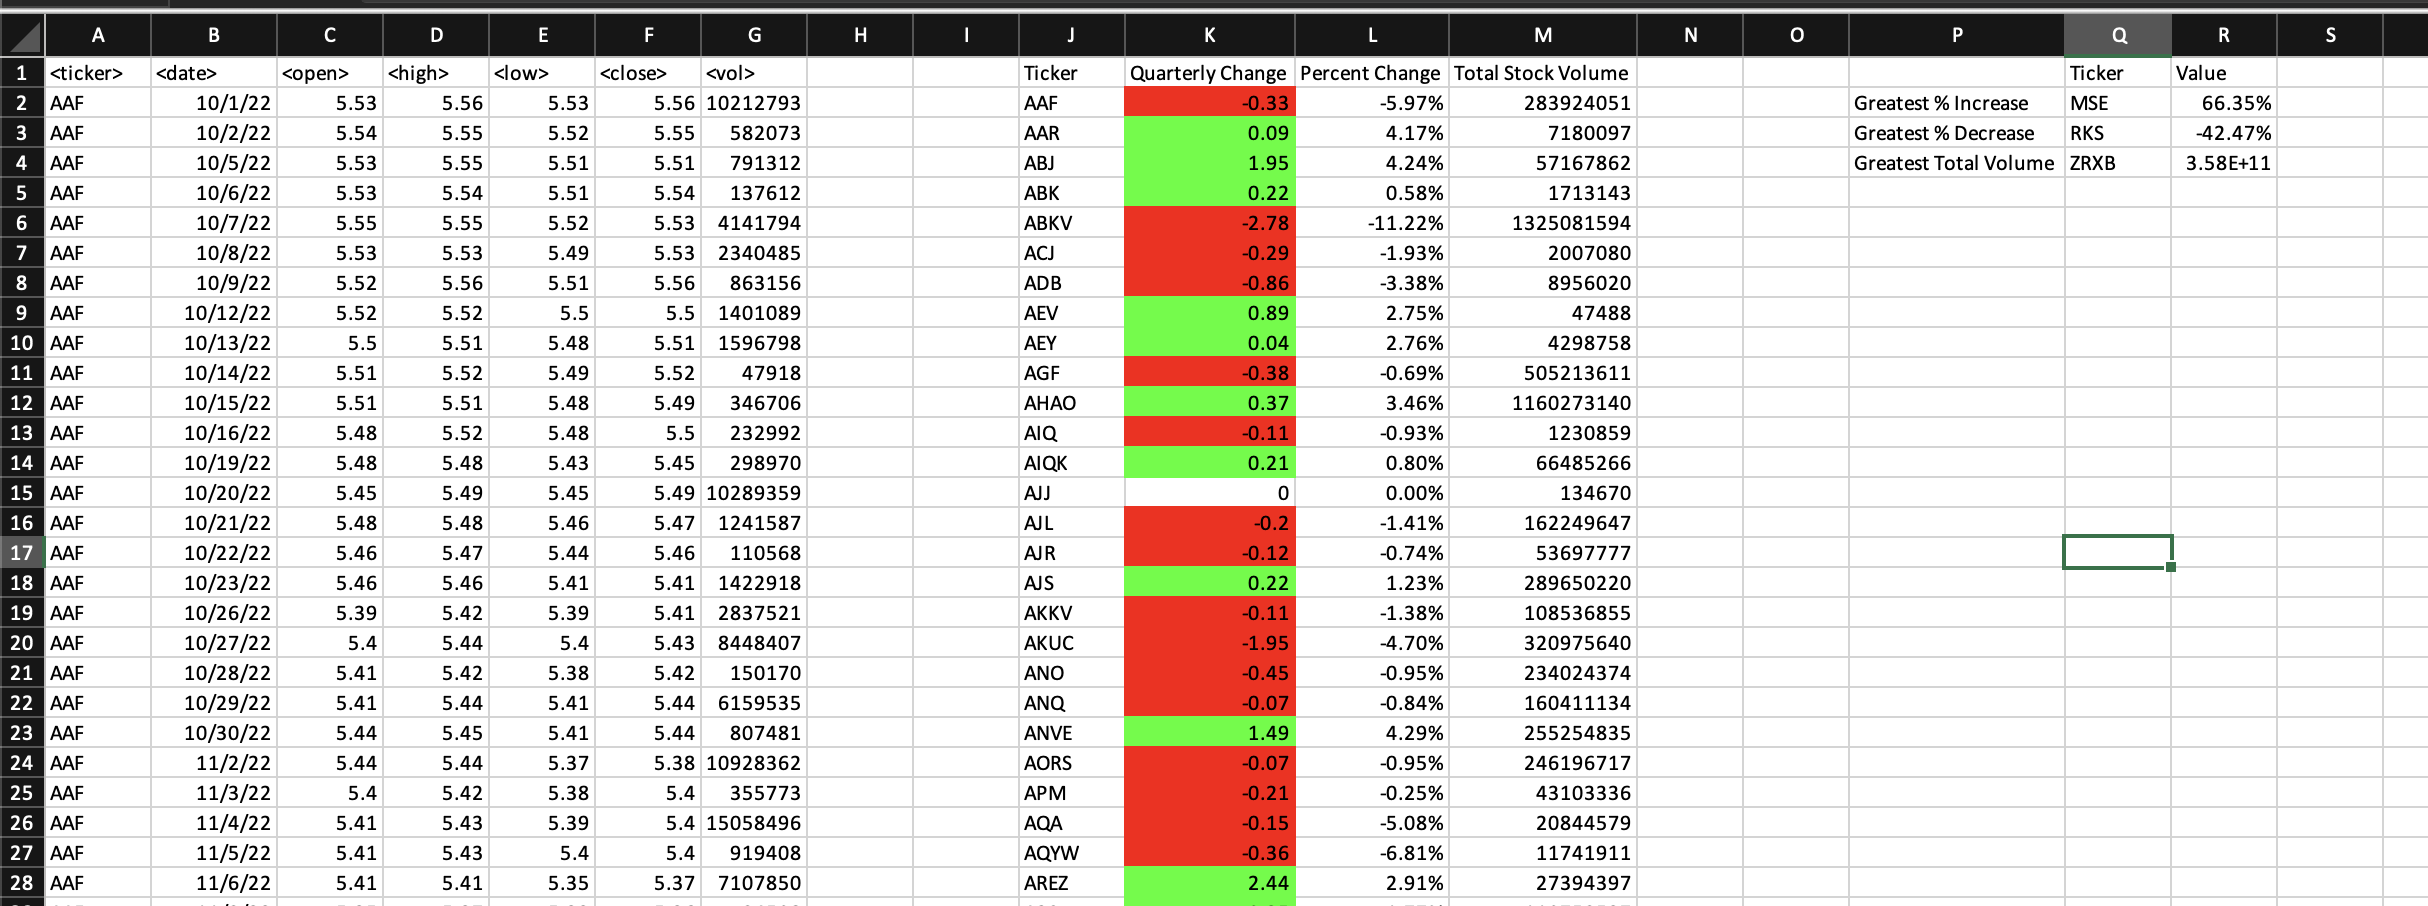 A B C D E F G H I J K L M N O P Q R S
1 <ticker> <date> <open> <high> <low> <close> <vol> Ticker Quarterly Change Percent Change Total Stock Volume Ticker Value
2 AAF 10/1/22 5.53 5.56 5.53 5.56 10212793 AAF -0.33 -5.97% 283924051 Greatest % Increase MSE 66.35%
3 AAF 10/2/22 5.54 5.55 5.52 5.55 582073 AAR 0.09 4.17% 7180097 Greatest % Decrease RKS -42.47%
4 AAF 10/5/22 5.53 5.55 5.51 5.51 791312 ABJ 1.95 4.24% 57167862 Greatest Total Volume ZRXB 3.58E+11
5 AAF 10/6/22 5.53 5.54 5.51 5.54 137612 ABK 0.22 0.58% 1713143
6 AAF 10/7/22 5.55 5.55 5.52 5.53 4141794 ABKV -2.78 -11.22% 1325081594
7 AAF 10/8/22 5.53 5.53 5.49 5.53 2340485 ACJ -0.29 -1.93% 2007080
8 AAF 10/9/22 5.52 5.56 5.51 5.56 863156 ADB -0.86 -3.38% 8956020
9 AAF 10/12/22 5.52 5.52 5.5 5.5 1401089 AEV 0.89 2.75% 47488
10 AAF 10/13/22 5.5 5.51 5.48 5.51 1596798 AEY 0.04 2.76% 4298758
11 AAF 10/14/22 5.51 5.52 5.49 5.52 47918 AGF -0.38 -0.69% 505213611
12 AAF 10/15/22 5.51 5.51 5.48 5.49 346706 AHAO 0.37 3.46% 1160273140
13 AAF 10/16/22 5.48 5.52 5.48 5.5 232992 AIQ -0.11 -0.93% 1230859
14 AAF 10/19/22 5.48 5.48 5.43 5.45 298970 AIQK 0.21 0.80% 66485266
15 AAF 10/20/22 5.45 5.49 5.45 5.49 10289359 AJJ 0 0.00% 134670
16 AAF 10/21/22 5.48 5.48 5.46 5.47 1241587 AJL -0.2 -1.41% 162249647
17 AAF 10/22/22 5.46 5.47 5.44 5.46 110568 AJR -0.12 -0.74% 53697777
18 AAF 10/23/22 5.46 5.46 5.41 5.41 1422918 AJS 0.22 1.23% 289650220
19 AAF 10/26/22 5.39 5.42 5.39 5.41 2837521 AKKV -0.11 -1.38% 108536855
20 AAF 10/27/22 5.4 5.44 5.4 5.43 8448407 AKUC -1.95 -4.70% 320975640
21 AAF 10/28/22 5.41 5.42 5.38 5.42 150170 ANO -0.45 -0.95% 234024374
22 AAF 10/29/22 5.41 5.44 5.41 5.44 6159535 ANQ -0.07 -0.84% 160411134
23 AAF 10/30/22 5.44 5.45 5.41 5.44 807481 ANVE 1.49 4.29% 255254835
24 AAF 11/2/22 5.44 5.44 5.37 5.38 10928362 AORS -0.07 -0.95% 246196717
25 AAF 11/3/22 5.4 5.42 5.38 5.4 355773 APM -0.21 -0.25% 43103336
26 AAF 11/4/22 5.41 5.43 5.39 5.4 15058496 AQA -0.15 -5.08% 20844579
27 AAF 11/5/22 5.41 5.43 5.4 5.4 919408 AQYW -0.36 -6.81% 11741911
28 AAF 11/6/22 5.41 5.41 5.35 5.37 7107850 AREZ 2.44 2.91% 27394397